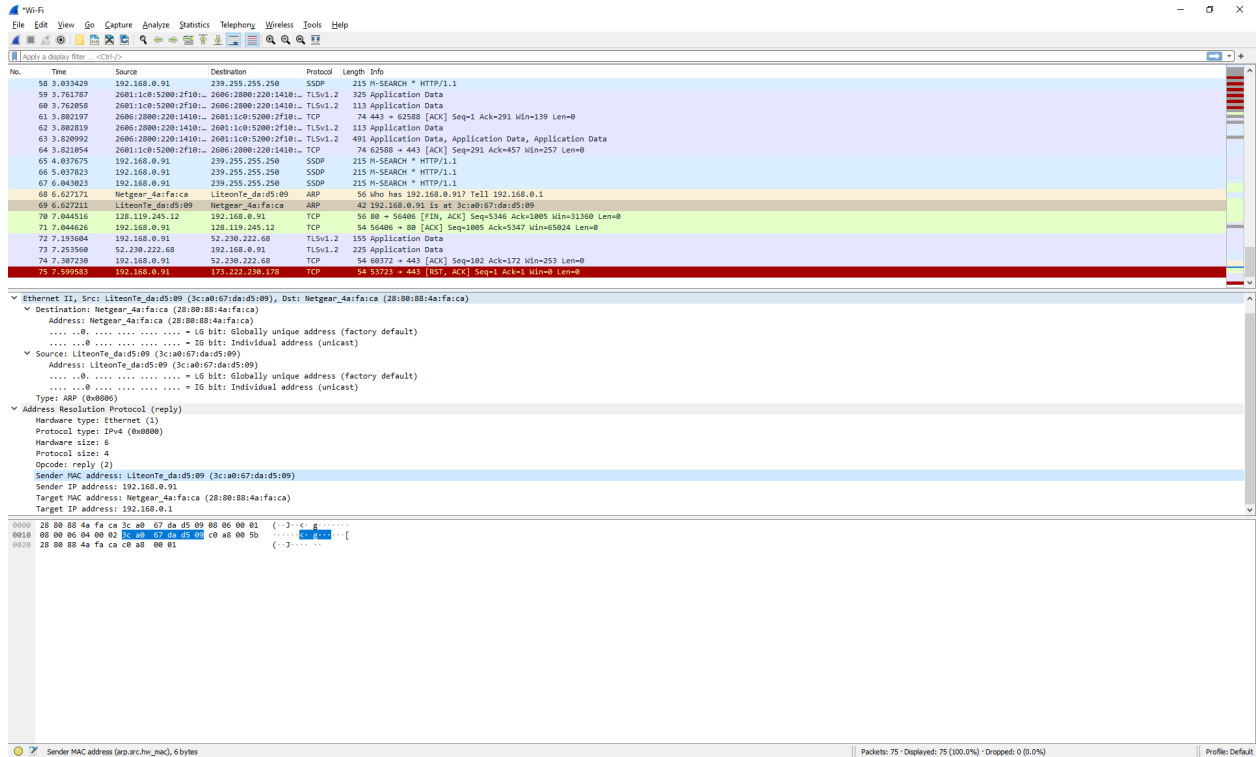 *Wi-Fi
File Edit View Go Capture Analyze Statistics Telephony Wireless Tools Help
Apply a display filter ... <Ctrl-/>
No. Time Source Destination Protocol Length Info
58 3.033429 192.168.0.91 239.255.255.250 SSDP 215 M-SEARCH * HTTP/1.1
59 3.761787 2601:1c0:5200:2f10:… 2606:2800:220:1410:… TLSv1.2 325 Application Data
60 3.762058 2601:1c0:5200:2f10:… 2606:2800:220:1410:… TLSv1.2 113 Application Data
61 3.802197 2606:2800:220:1410:… 2601:1c0:5200:2f10:… TCP 74 443 → 62588 [ACK] Seq=1 Ack=291 Win=139 Len=0
62 3.802819 2606:2800:220:1410:… 2601:1c0:5200:2f10:… TLSv1.2 113 Application Data
63 3.820992 2606:2800:220:1410:… 2601:1c0:5200:2f10:… TLSv1.2 491 Application Data, Application Data, Application Data
64 3.821054 2601:1c0:5200:2f10:… 2606:2800:220:1410:… TCP 74 62588 → 443 [ACK] Seq=291 Ack=457 Win=257 Len=0
65 4.037675 192.168.0.91 239.255.255.250 SSDP 215 M-SEARCH * HTTP/1.1
66 5.037823 192.168.0.91 239.255.255.250 SSDP 215 M-SEARCH * HTTP/1.1
67 6.043023 192.168.0.91 239.255.255.250 SSDP 215 M-SEARCH * HTTP/1.1
68 6.627171 Netgear_4a:fa:ca LiteonTe_da:d5:09 ARP 56 Who has 192.168.0.91? Tell 192.168.0.1
69 6.627211 LiteonTe_da:d5:09 Netgear_4a:fa:ca ARP 42 192.168.0.91 is at 3c:a0:67:da:d5:09
70 7.044516 128.119.245.12 192.168.0.91 TCP 56 80 → 56406 [FIN, ACK] Seq=5346 Ack=1005 Win=31360 Len=0
71 7.044626 192.168.0.91 128.119.245.12 TCP 54 56406 → 80 [ACK] Seq=1005 Ack=5347 Win=65024 Len=0
72 7.193604 192.168.0.91 52.230.222.68 TLSv1.2 155 Application Data
73 7.253560 52.230.222.68 192.168.0.91 TLSv1.2 225 Application Data
74 7.307230 192.168.0.91 52.230.222.68 TCP 54 60372 → 443 [ACK] Seq=102 Ack=172 Win=253 Len=0
75 7.599583 192.168.0.91 173.222.230.178 TCP 54 53723 → 443 [RST, ACK] Seq=1 Ack=1 Win=0 Len=0
Ethernet II, Src: LiteonTe_da:d5:09 (3c:a0:67:da:d5:09), Dst: Netgear_4a:fa:ca (28:80:88:4a:fa:ca)
Destination: Netgear_4a:fa:ca (28:80:88:4a:fa:ca)
Address: Netgear_4a:fa:ca (28:80:88:4a:fa:ca)
.... ..0. .... .... .... .... = LG bit: Globally unique address (factory default)
.... ...0 .... .... .... .... = IG bit: Individual address (unicast)
Source: LiteonTe_da:d5:09 (3c:a0:67:da:d5:09)
Address: LiteonTe_da:d5:09 (3c:a0:67:da:d5:09)
.... ..0. .... .... .... .... = LG bit: Globally unique address (factory default)
.... ...0 .... .... .... .... = IG bit: Individual address (unicast)
Type: ARP (0x0806)
Address Resolution Protocol (reply)
Hardware type: Ethernet (1)
Protocol type: IPv4 (0x0800)
Hardware size: 6
Protocol size: 4
Opcode: reply (2)
Sender MAC address: LiteonTe_da:d5:09 (3c:a0:67:da:d5:09)
Sender IP address: 192.168.0.91
Target MAC address: Netgear_4a:fa:ca (28:80:88:4a:fa:ca)
Target IP address: 192.168.0.1
0000 28 80 88 4a fa ca 3c a0 67 da d5 09 08 06 00 01 (··J··<· g·······
0010 08 00 06 04 00 02 3c a0 67 da d5 09 c0 a8 00 5b ······<· g······[
0020 28 80 88 4a fa ca c0 a8 00 01 (··J···· ··
Sender MAC address (arp.src.hw_mac), 6 bytes
Packets: 75 · Displayed: 75 (100.0%) · Dropped: 0 (0.0%)
Profile: Default